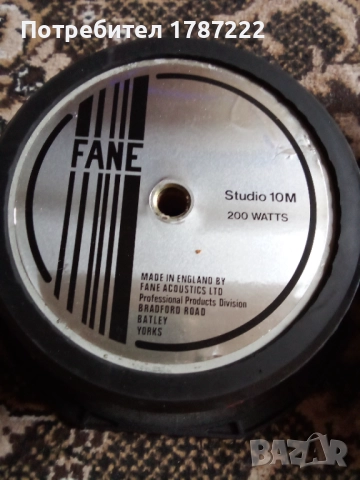 Потребител 1787222
FANE
Studio 10M
200 WATTS
MADE IN ENGLAND BY
FANE ACOUSTICS LTD
Professional Products Division
BRADFORD ROAD
BATLEY
YORKS
BAZAR